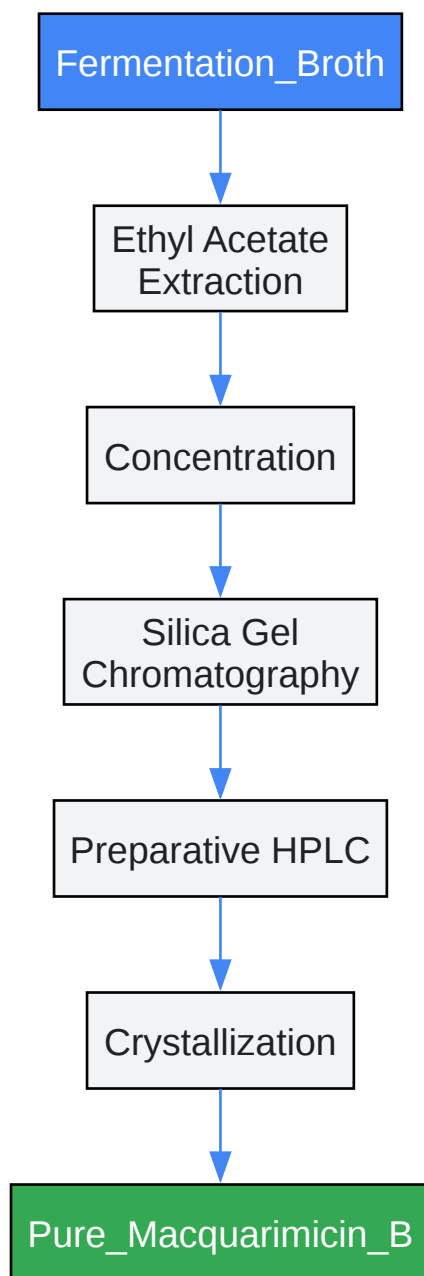 Fermentation_Broth
Ethyl Acetate
Extraction
Concentration
Silica Gel
Chromatography
Preparative HPLC
Crystallization
Pure_Macquarimicin_B